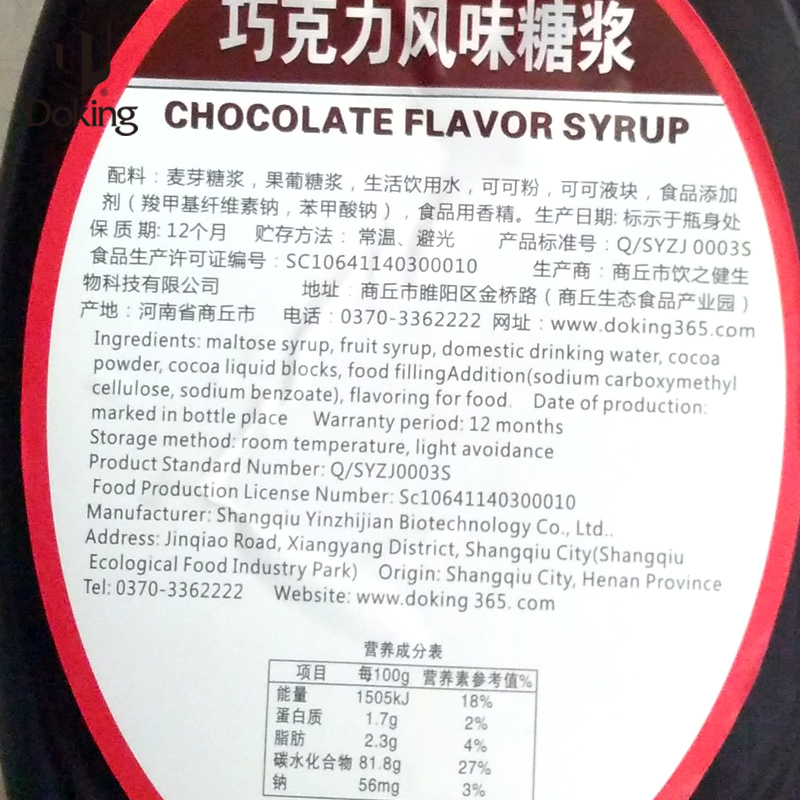 巧克力风味糖浆
Doking®
CHOCOLATE FLAVOR SYRUP
配料：麦芽糖浆，果葡糖浆，生活饮用水，可可粉，可可液块，食品添加
剂（羧甲基纤维素钠，苯甲酸钠），食品用香精。生产日期: 标示于瓶身处
保 质 期: 12个月 贮存方法： 常温、避光 产品标准号：Q/SYZJ 0003S
食品生产许可证编号：SC10641140300010 生产商：商丘市饮之健生
物科技有限公司 地址：商丘市睢阳区金桥路（商丘生态食品产业园）
产地：河南省商丘市 电话：0370-3362222 网址：www.doking365.com
Ingredients: maltose syrup, fruit syrup, domestic drinking water, cocoa
powder, cocoa liquid blocks, food fillingAddition(sodium carboxymethyl
cellulose, sodium benzoate), flavoring for food. Date of production:
marked in bottle place Warranty period: 12 months
Storage method: room temperature, light avoidance
Product Standard Number: Q/SYZJ0003S
Food Production License Number: Sc10641140300010
Manufacturer: Shangqiu Yinzhijian Biotechnology Co., Ltd..
Address: Jinqiao Road, Xiangyang District, Shangqiu City(Shangqiu
Ecological Food Industry Park) Origin: Shangqiu City, Henan Province
Tel: 0370-3362222 Website: www.doking 365. com
营养成分表
项目 每100g 营养素参考值%
能量 1505kJ 18%
蛋白质 1.7g 2%
脂肪 2.3g 4%
碳水化合物 81.8g 27%
钠 56mg 3%